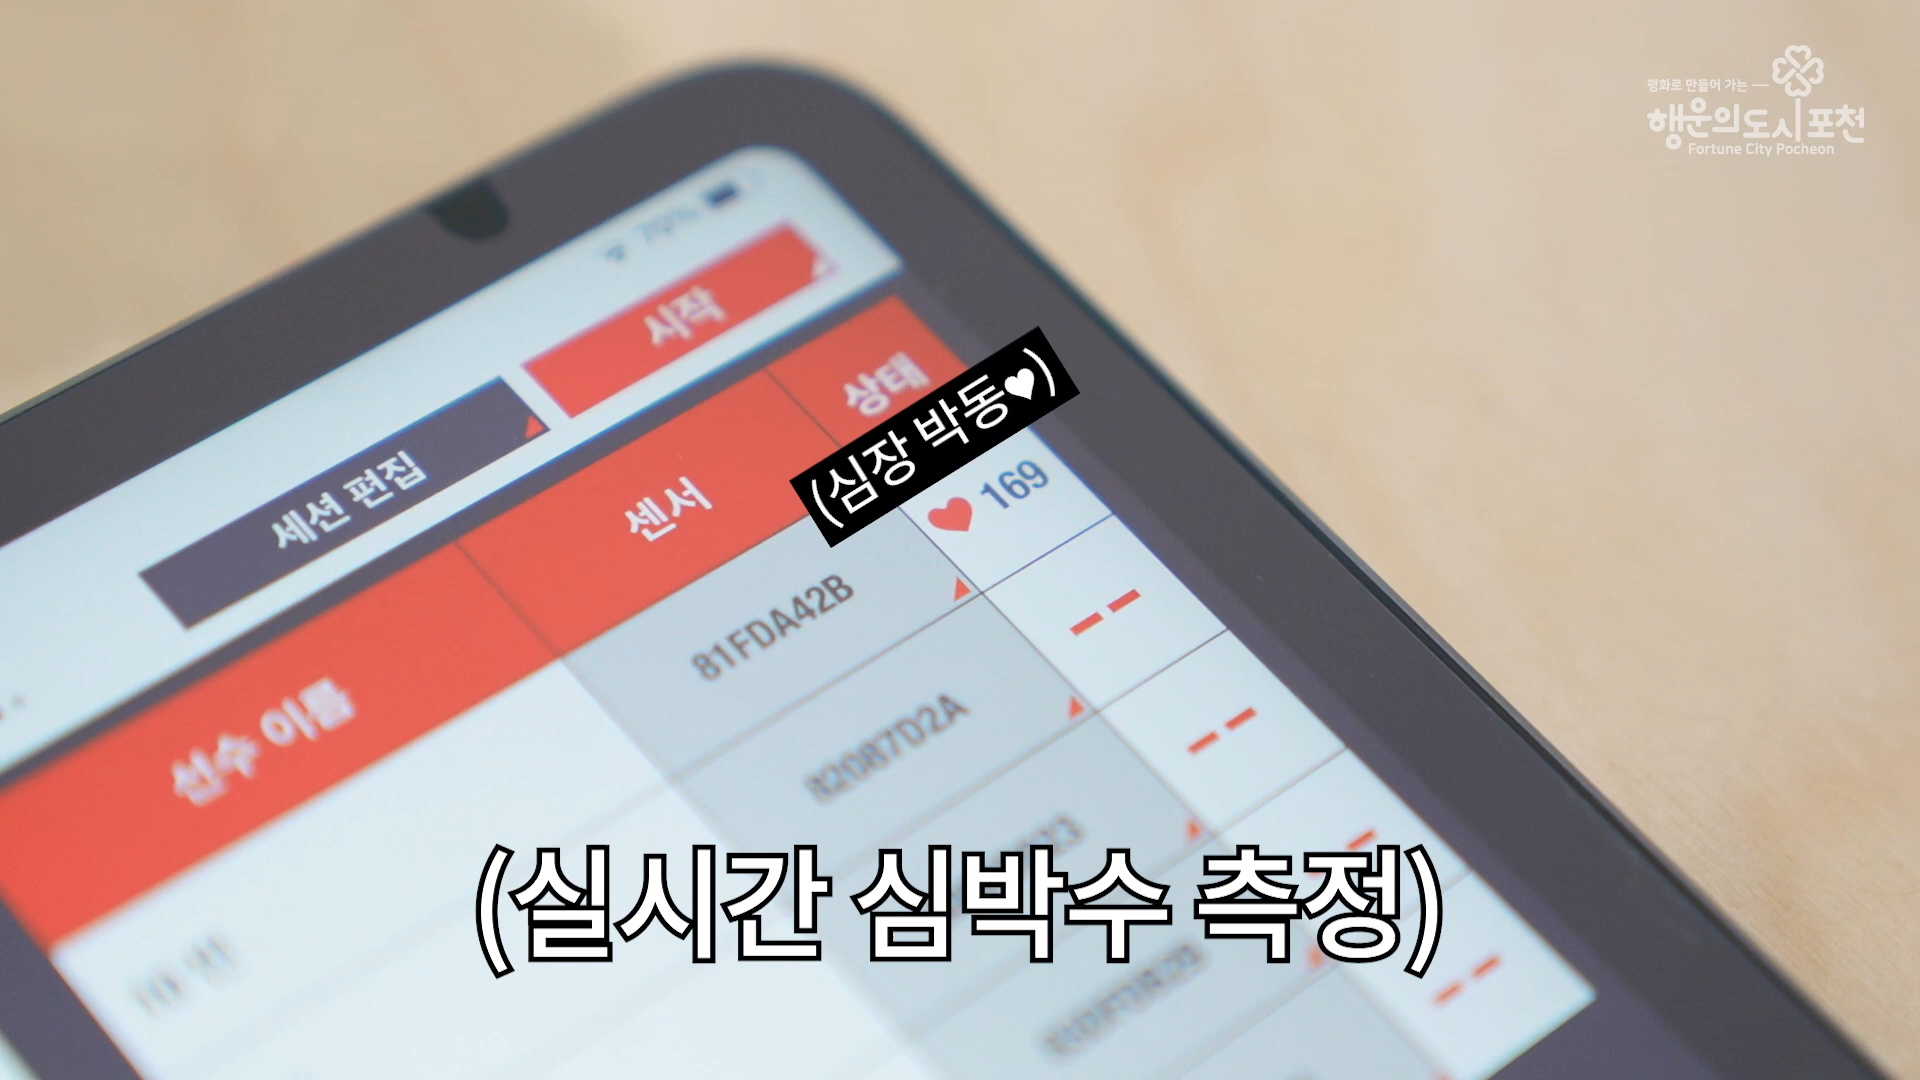 평화로 만들어 가는
행운의도시포천
Fortune City Pocheon
70%
시작
세션 편집
상태
센서
선수 이름
(심장 박동♥)
169
81FDA42B
82087D2A
(실시간 심박수 측정)